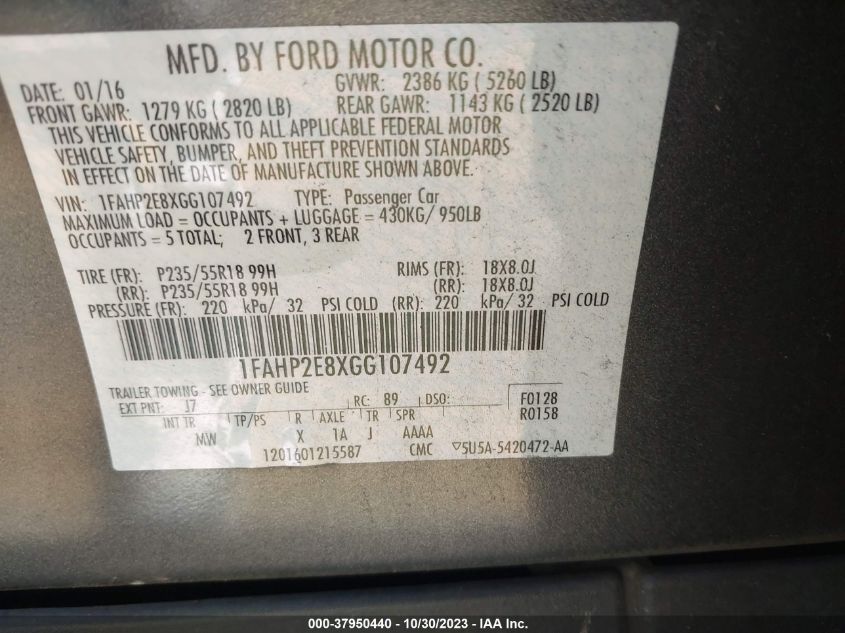 MFD. BY FORD MOTOR CO.
DATE: 01/16 GVWR: 2386 KG ( 5260 LB)
FRONT GAWR: 1279 KG ( 2820 LB) REAR GAWR: 1143 KG ( 2520 LB)
THIS VEHICLE CONFORMS TO ALL APPLICABLE FEDERAL MOTOR
VEHICLE SAFETY, BUMPER, AND THEFT PREVENTION STANDARDS
IN EFFECT ON THE DATE OF MANUFACTURE SHOWN ABOVE.
VIN: 1FAHP2E8XGG107492 TYPE: Passenger Car
MAXIMUM LOAD = OCCUPANTS + LUGGAGE = 430KG/ 950LB
OCCUPANTS = 5 TOTAL; 2 FRONT, 3 REAR
TIRE (FR): P235/55R18 99H RIMS (FR): 18X8.0J
(RR): P235/55R18 99H (RR): 18X8.0J
PRESSURE (FR): 220 kPa/ 32 PSI COLD (RR): 220 kPa/ 32 PSI COLD
1FAHP2E8XGG107492
TRAILER TOWING - SEE OWNER GUIDE
EXT PNT: J7 RC: 89 DSO: F0128
INT TR TP/PS R AXLE TR SPR R0158
MW X 1A J AAAA
1201601215587 CMC ▽5U5A-5420472-AA
000-37950440 - 10/30/2023 - IAA Inc.